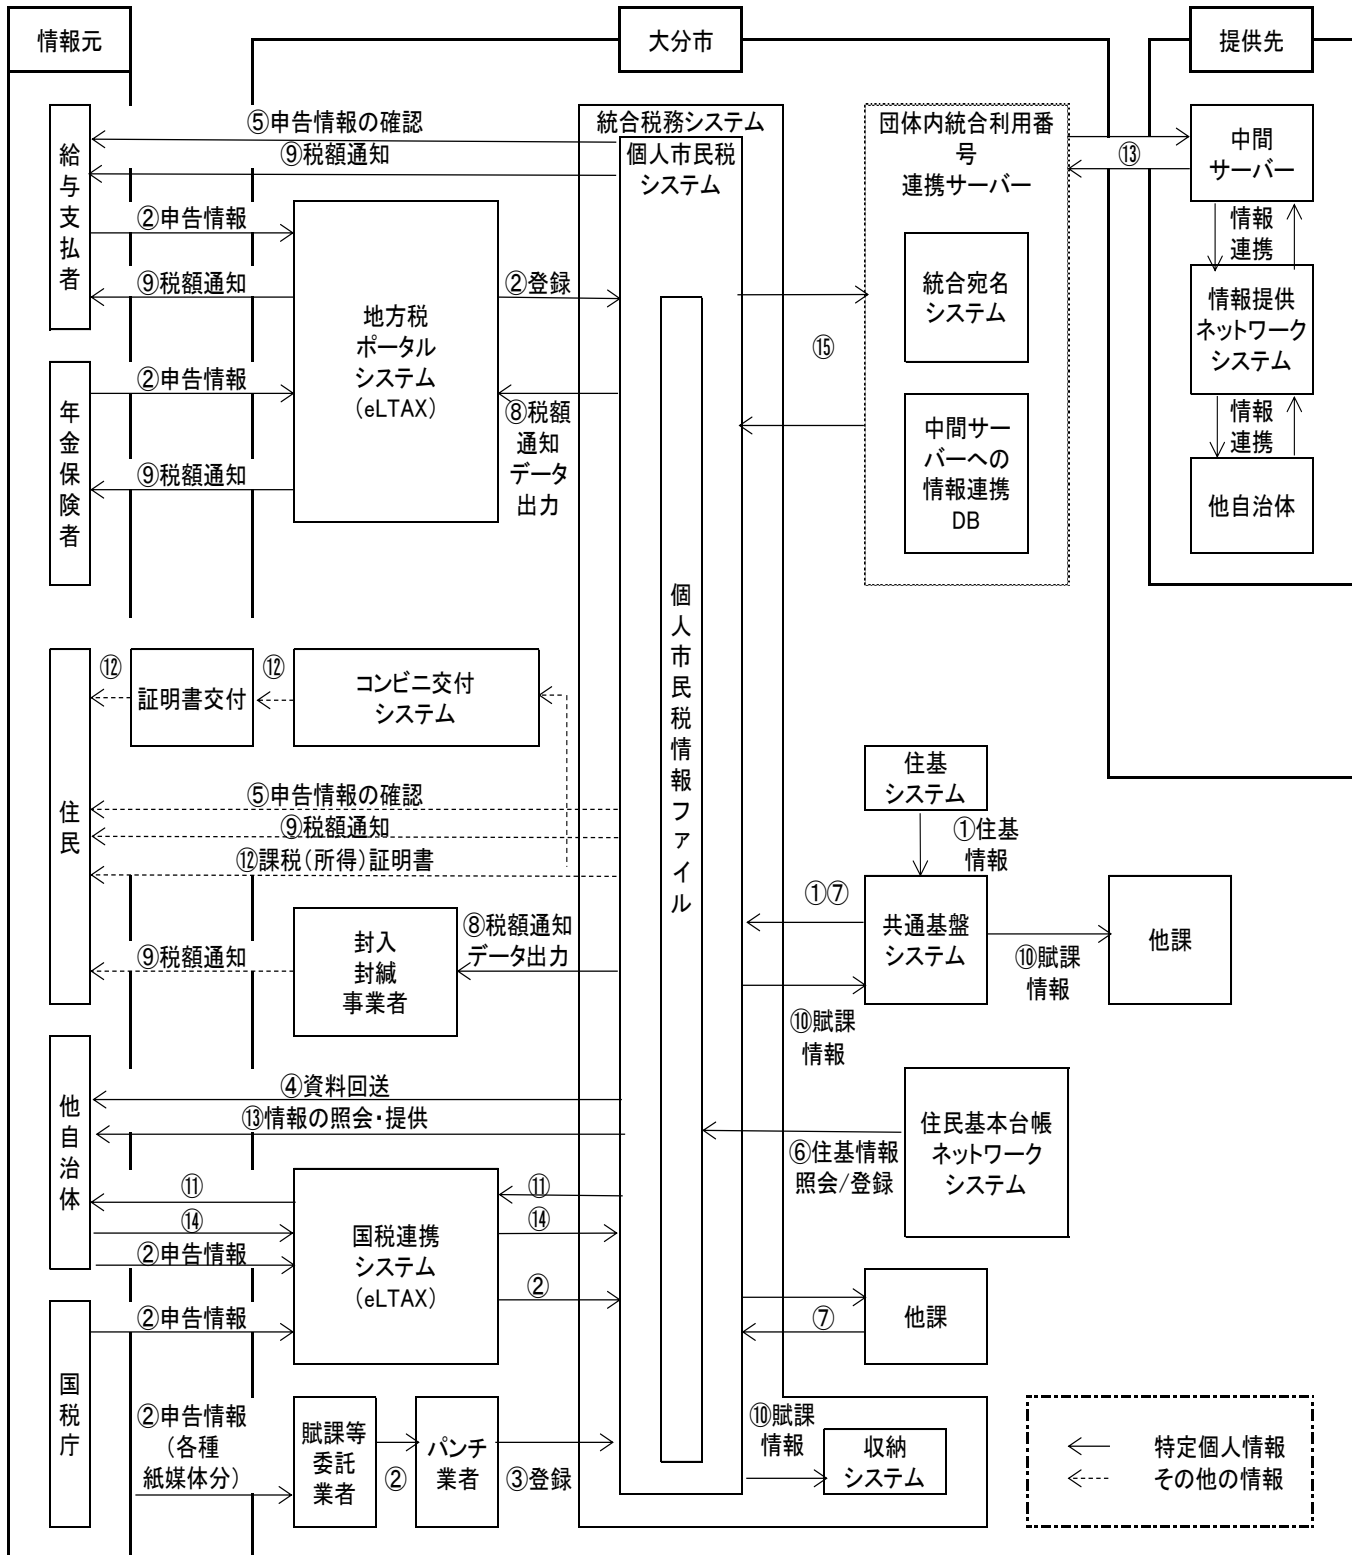 情報元
大分市
提供先
給与支払者
年金保険者
住民
他自治体
国税庁
⑤申告情報の確認
⑨税額通知
②申告情報
⑨税額通知
②申告情報
⑨税額通知
地方税
ポータル
システム
(eLTAX)
②登録
⑧税額
通知
データ
出力
統合税務システム
個人市民税
システム
個人市民税情報ファイル
団体内統合利用番
号
連携サーバー
統合宛名
システム
中間サー
バーへの
情報連携
DB
⑮
⑬
中間
サーバー
情報
連携
情報提供
ネットワーク
システム
情報
連携
他自治体
⑫
証明書交付
⑫
コンビニ交付
システム
⑤申告情報の確認
⑨税額通知
⑫課税(所得)証明書
⑨税額通知
封入
封緘
事業者
⑧税額通知
データ出力
住基
システム
①住基
情報
①⑦
共通基盤
システム
⑩賦課
情報
他課
⑩賦課
情報
④資料回送
⑬情報の照会・提供
⑪
⑭
②申告情報
②申告情報
国税連携
システム
(eLTAX)
⑪
⑭
②
⑥住基情報
照会/登録
住民基本台帳
ネットワーク
システム
⑦
他課
②申告情報
(各種
紙媒体分)
賦課等
委託
業者
②
パンチ
業者
③登録
⑩賦課
情報
収納
システム
特定個人情報
その他の情報